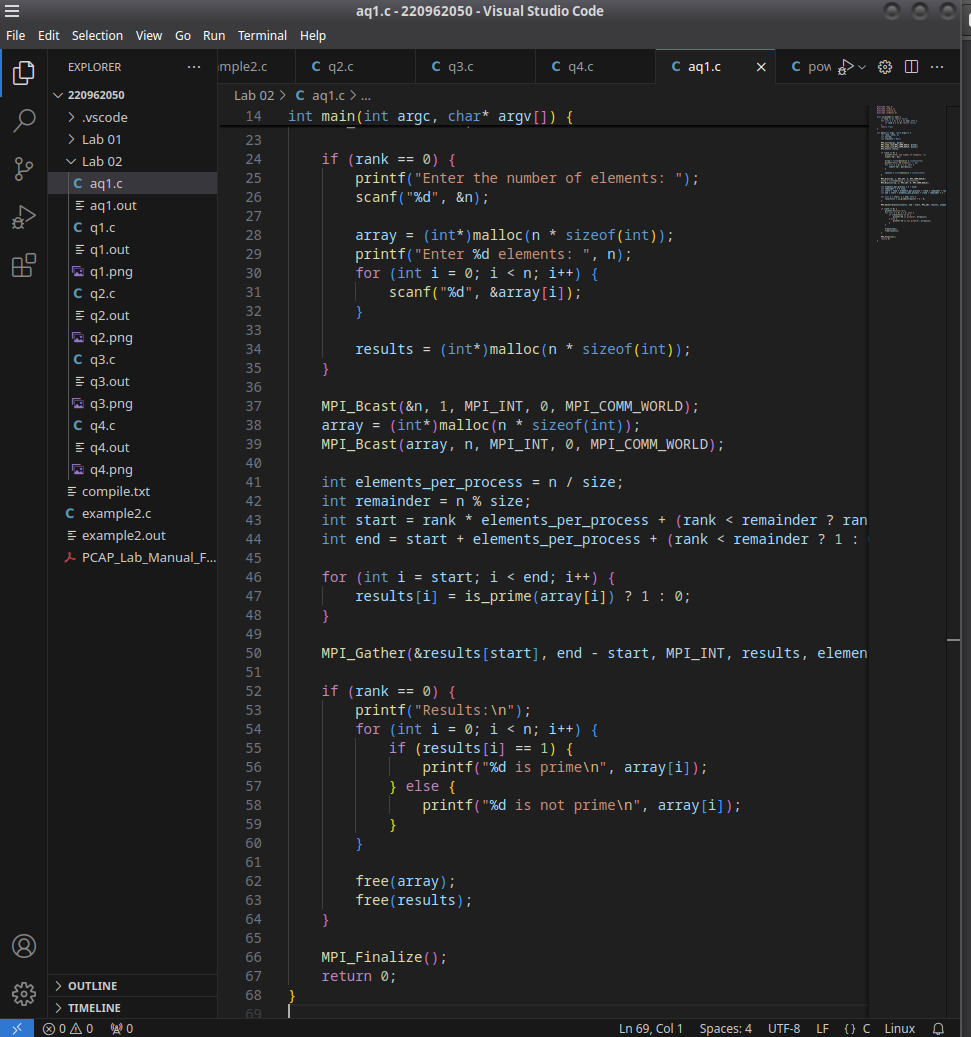 aq1.c - 220962050 - Visual Studio Code
File Edit Selection View Go Run Terminal Help
EXPLORER
mple2.c q2.c q3.c q4.c aq1.c pow
220962050
.vscode
Lab 01
Lab 02
aq1.c
aq1.out
q1.c
q1.out
q1.png
q2.c
q2.out
q2.png
q3.c
q3.out
q3.png
q4.c
q4.out
q4.png
compile.txt
example2.c
example2.out
PCAP_Lab_Manual_F...
OUTLINE
TIMELINE
Lab 02 > C aq1.c > ...
14 int main(int argc, char* argv[]) {
23
24 if (rank == 0) {
25 printf("Enter the number of elements: ");
26 scanf("%d", &n);
27
28 array = (int*)malloc(n * sizeof(int));
29 printf("Enter %d elements: ", n);
30 for (int i = 0; i < n; i++) {
31 scanf("%d", &array[i]);
32 }
33
34 results = (int*)malloc(n * sizeof(int));
35 }
36
37 MPI_Bcast(&n, 1, MPI_INT, 0, MPI_COMM_WORLD);
38 array = (int*)malloc(n * sizeof(int));
39 MPI_Bcast(array, n, MPI_INT, 0, MPI_COMM_WORLD);
40
41 int elements_per_process = n / size;
42 int remainder = n % size;
43 int start = rank * elements_per_process + (rank < remainder ? ran
44 int end = start + elements_per_process + (rank < remainder ? 1 :
45
46 for (int i = start; i < end; i++) {
47 results[i] = is_prime(array[i]) ? 1 : 0;
48 }
49
50 MPI_Gather(&results[start], end - start, MPI_INT, results, elemen
51
52 if (rank == 0) {
53 printf("Results:\n");
54 for (int i = 0; i < n; i++) {
55 if (results[i] == 1) {
56 printf("%d is prime\n", array[i]);
57 } else {
58 printf("%d is not prime\n", array[i]);
59 }
60 }
61
62 free(array);
63 free(results);
64 }
65
66 MPI_Finalize();
67 return 0;
68 }
69
0 0 0 Ln 69, Col 1 Spaces: 4 UTF-8 LF {} C Linux